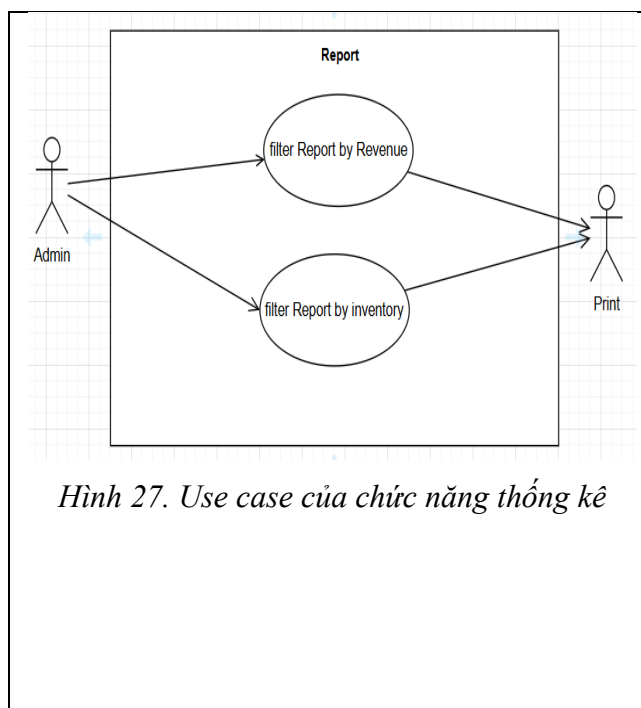 Report
filter Report by Revenue
Admin
filter Report by inventory
Print
Hình 27. Use case của chức năng thống kê